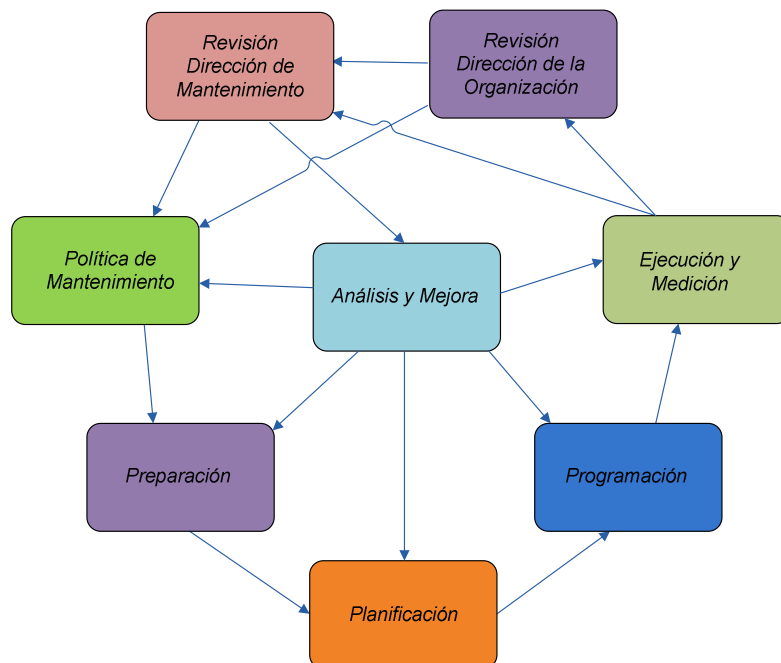 Revisión
Dirección de
Mantenimiento
Revisión
Dirección de la
Organización
Política de
Mantenimiento
Análisis y Mejora
Ejecución y
Medición
Preparación
Programación
Planificación